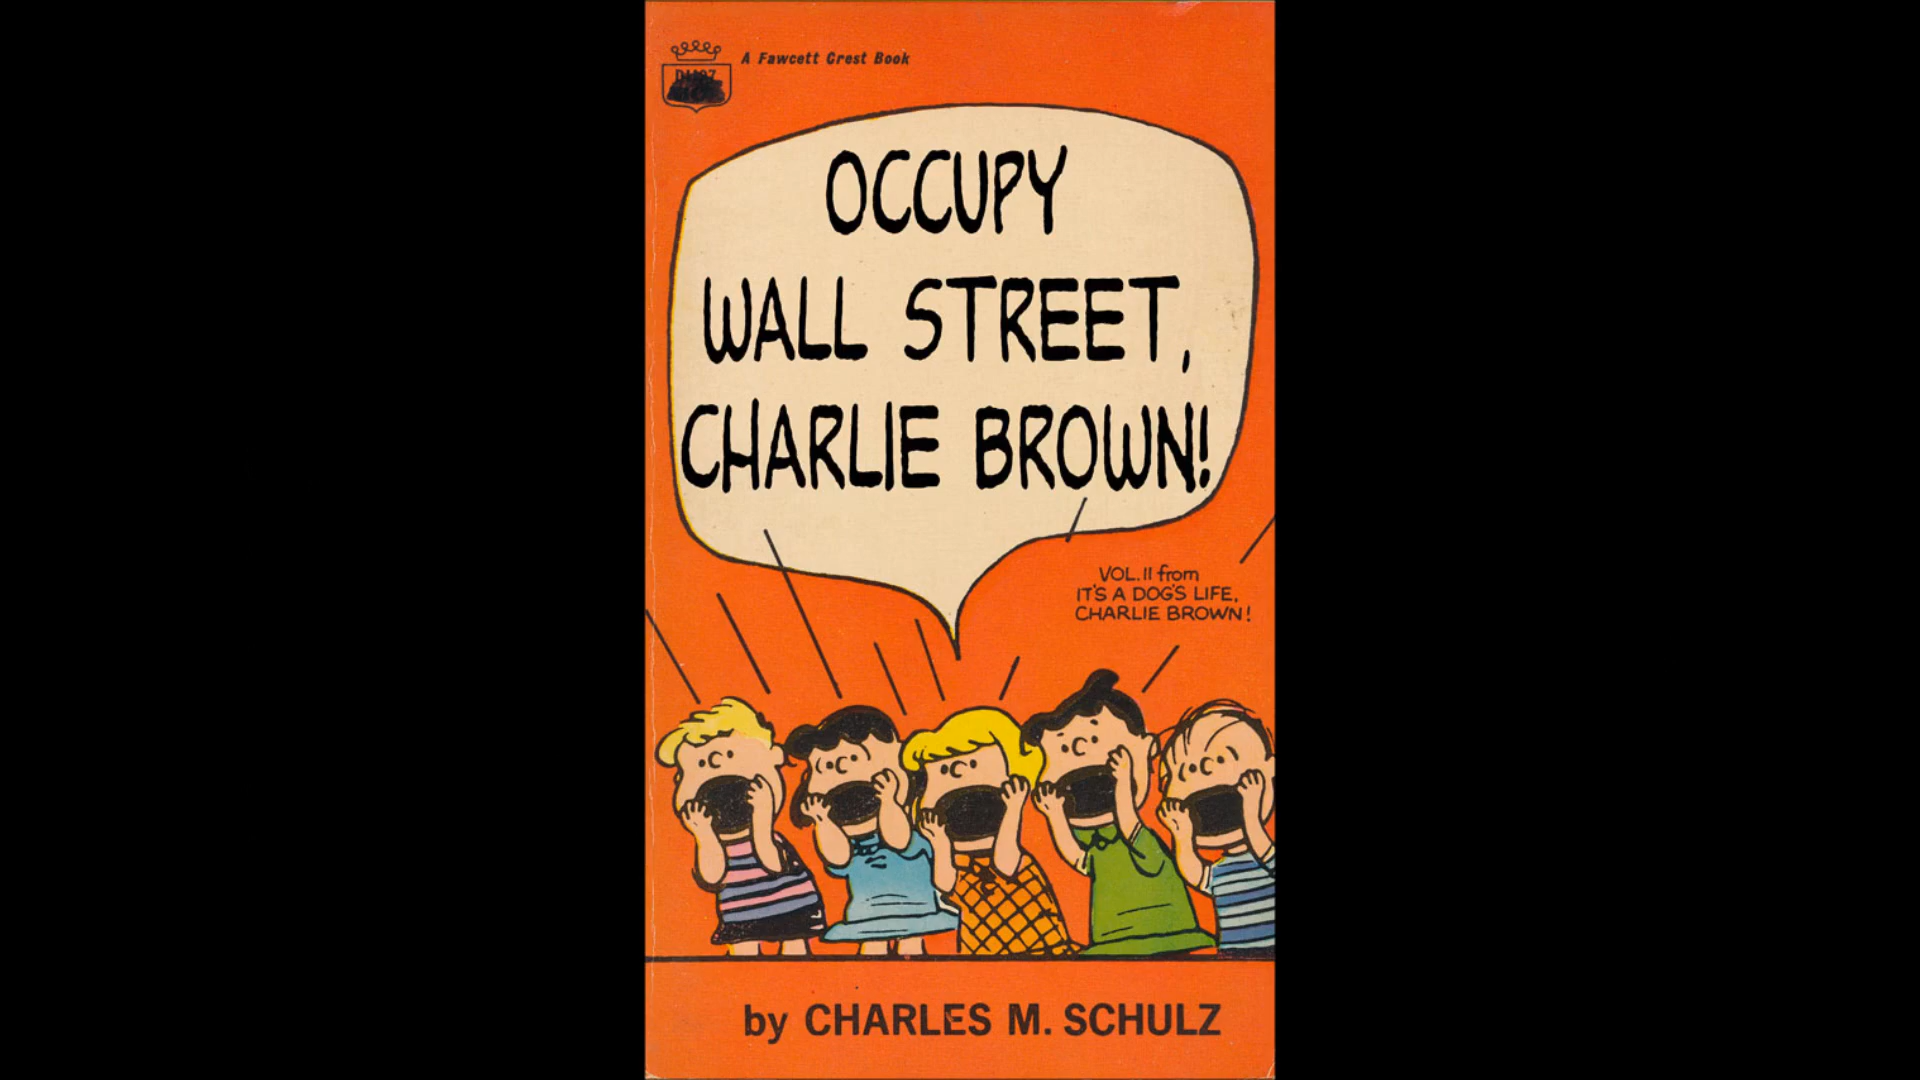 A Fawcett Crest Book
OCCUPY
WALL STREET,
CHARLIE BROWN!
VOL. II from
IT'S A DOG'S LIFE,
CHARLIE BROWN!
by CHARLES M. SCHULZ